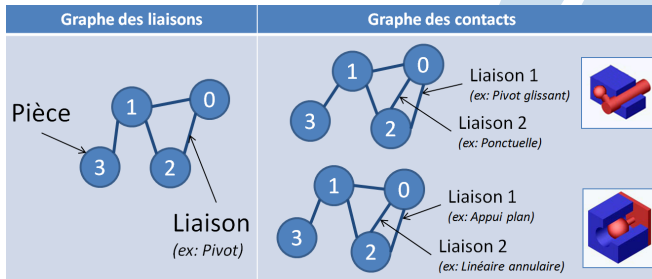 Graphe des liaisons
Graphe des contacts
Pièce
1
0
3
2
Liaison
(ex: Pivot)
1
0
3
2
Liaison 1
(ex: Pivot glissant)
Liaison 2
(ex: Ponctuelle)
1
0
3
2
Liaison 1
(ex: Appui plan)
Liaison 2
(ex: Linéaire annulaire)